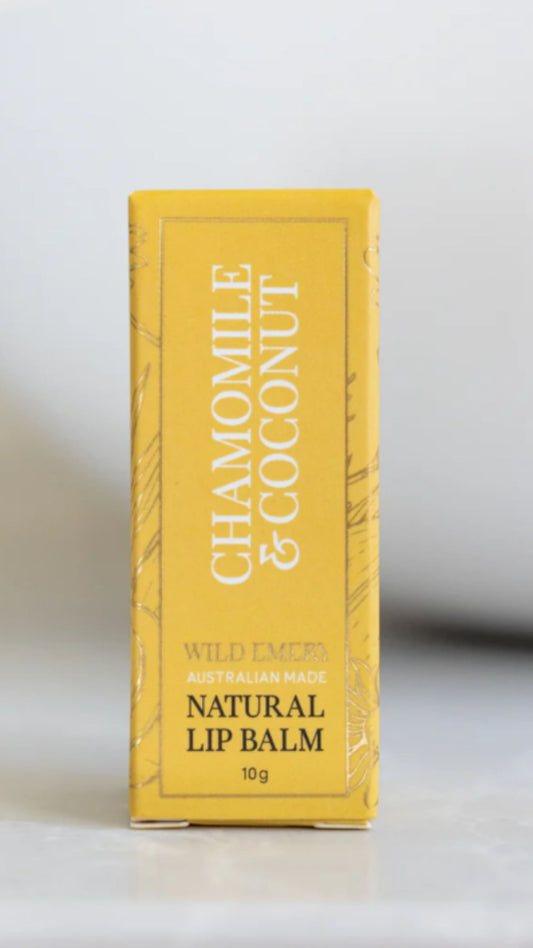 CHAMOMILE
& COCONUT
WILD EMERY
AUSTRALIAN MADE
NATURAL
LIP BALM
10g